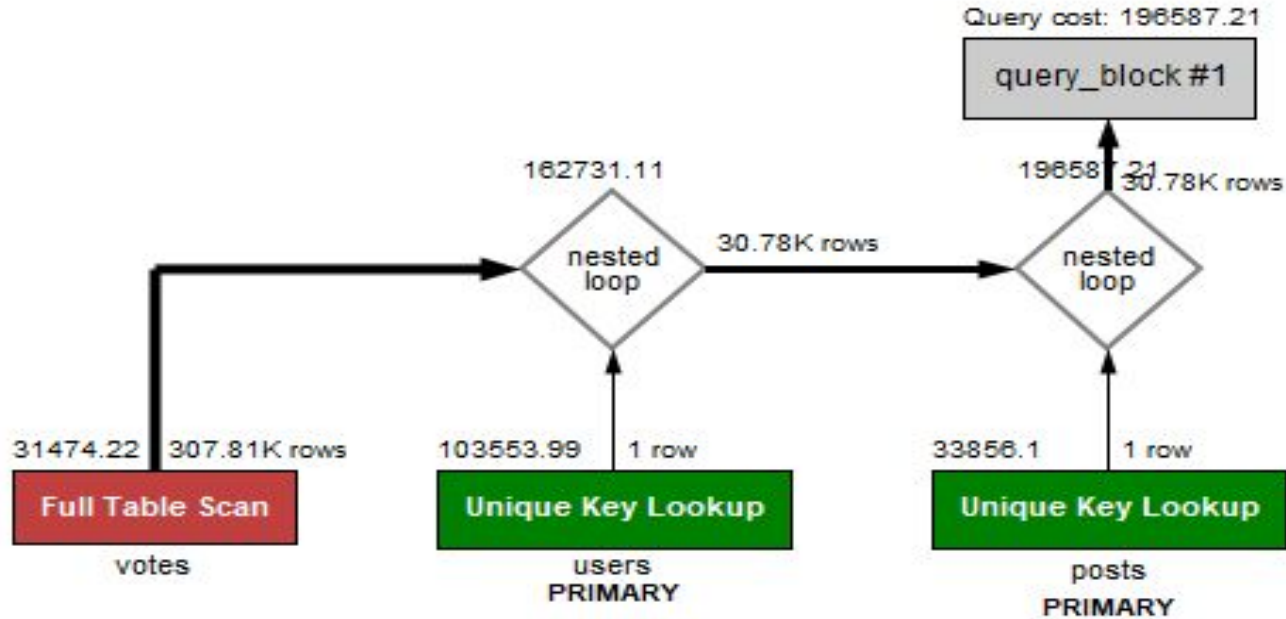 Query cost: 196587.21
query_block #1
162731.11
196587.21
30.78K rows
nested
loop
30.78K rows
nested
loop
31474.22
307.81K rows
103553.99
1 row
33856.1
1 row
Full Table Scan
Unique Key Lookup
Unique Key Lookup
votes
users
PRIMARY
posts
PRIMARY